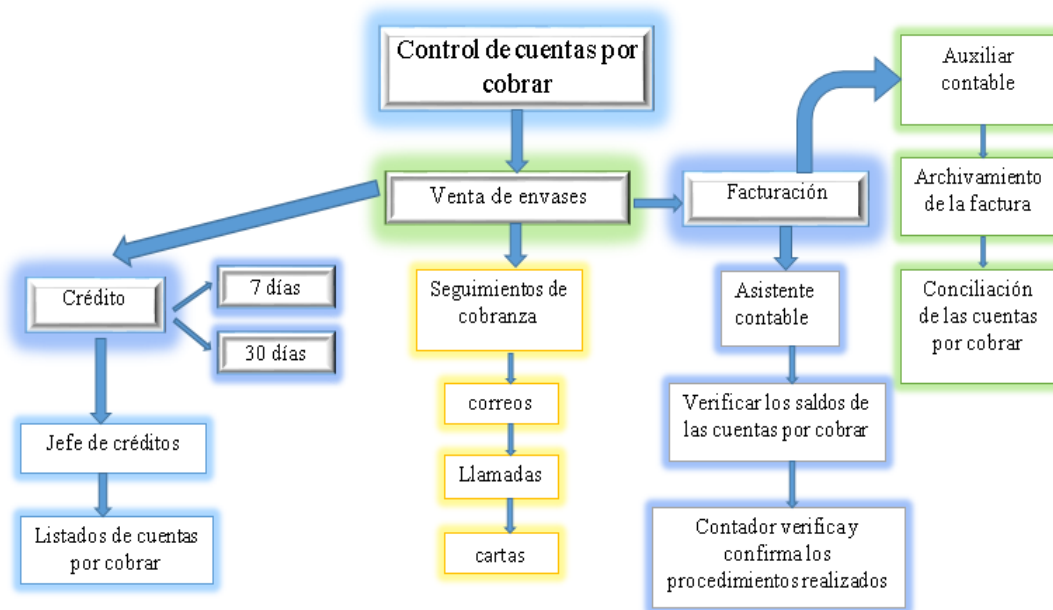 Control de cuentas por
cobrar
Auxiliar
contable
Venta de envases
Facturación
Archivamiento
de la factura
Crédito
7 días
30 días
Seguimientos de
cobranza
Asistente
contable
Conciliación
de las cuentas
por cobrar
correos
Verificar los saldos de
las cuentas por cobrar
Jefe de créditos
Llamadas
Listados de cuentas
por cobrar
cartas
Contador verifica y
confirma los
procedimientos realizados